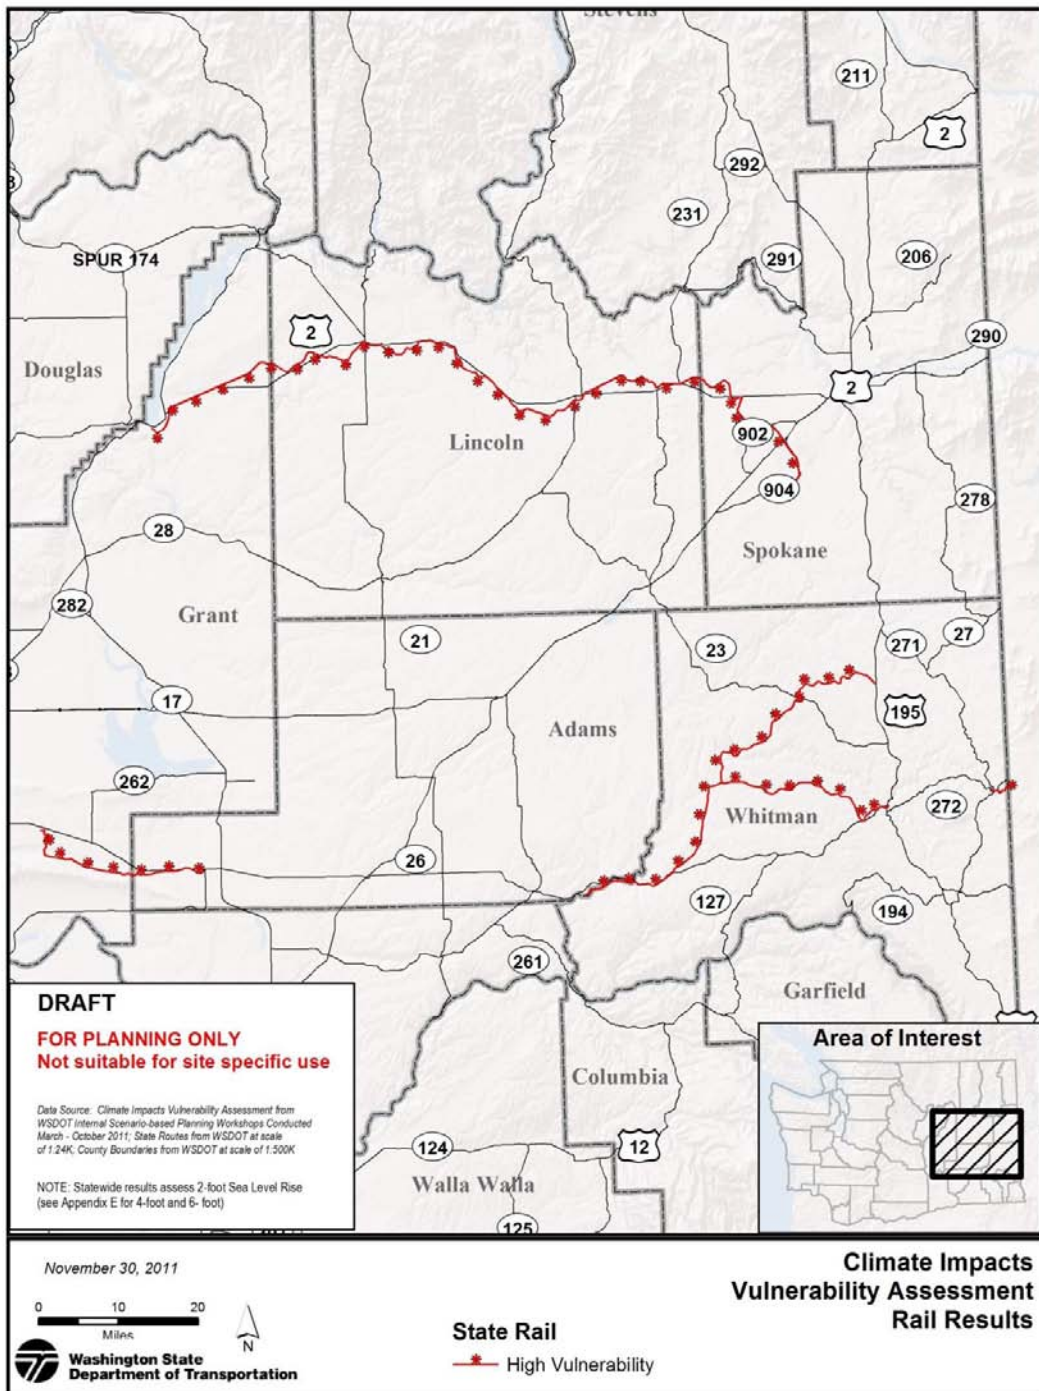 Stevens
211
2
292
231
SPUR 174
291
206
2
290
Douglas
2
902
Lincoln
904
278
28
Spokane
282
Grant
21
23
271
27
17
195
Adams
262
Whitman
272
26
127
194
261
Garfield
DRAFT
FOR PLANNING ONLY
Not suitable for site specific use
Data Source: Climate Impacts Vulnerability Assessment from
WSDOT Internal Scenario-based Planning Workshops Conducted
March - October 2011; State Routes from WSDOT at scale
of 1:24K, County Boundaries from WSDOT at scale of 1:500K
NOTE: Statewide results assess 2-foot Sea Level Rise
(see Appendix E for 4-foot and 6- foot)
Area of Interest
Columbia
124
12
Walla Walla
125
November 30, 2011
0 10 20
Miles
N
Washington State
Department of Transportation
State Rail
High Vulnerability
Climate Impacts
Vulnerability Assessment
Rail Results